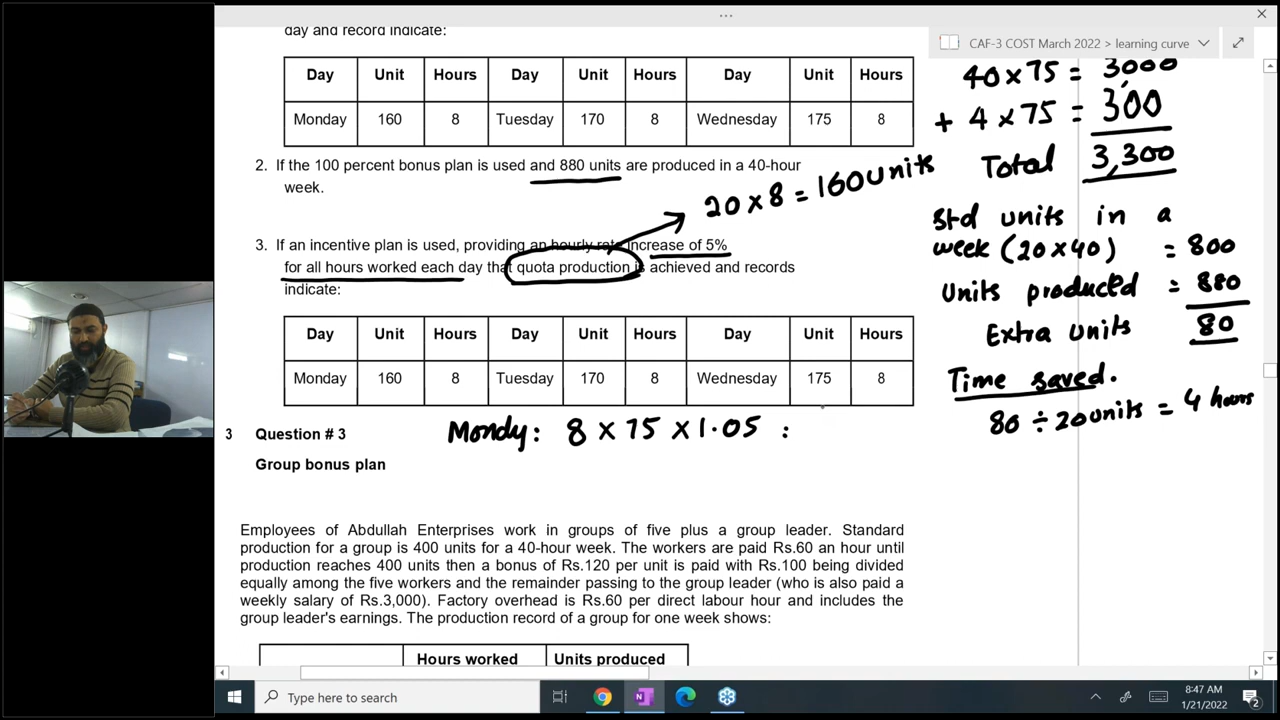 CAF-3 COST March 2022 > learning curve
day and record indicate:
Day Unit Hours Day Unit Hours Day Unit Hours
Monday 160 8 Tuesday 170 8 Wednesday 175 8
2. If the 100 percent bonus plan is used and 880 units are produced in a 40-hour
week.
20 × 8 = 160 units
3. If an incentive plan is used, providing an hourly rate increase of 5%
for all hours worked each day that quota production is achieved and records
indicate:
Day Unit Hours Day Unit Hours Day Unit Hours
Monday 160 8 Tuesday 170 8 Wednesday 175 8
Mondy: 8 × 75 × 1.05 :
3 Question # 3
Group bonus plan
Employees of Abdullah Enterprises work in groups of five plus a group leader. Standard
production for a group is 400 units for a 40-hour week. The workers are paid Rs.60 an hour until
production reaches 400 units then a bonus of Rs.120 per unit is paid with Rs.100 being divided
equally among the five workers and the remainder passing to the group leader (who is also paid a
weekly salary of Rs.3,000). Factory overhead is Rs.60 per direct labour hour and includes the
group leader's earnings. The production record of a group for one week shows:
Hours worked Units produced
40 × 75 = 3,000
+ 4 × 75 = 300
Total 3,300
Std units in a
week (20 × 40) = 800
Units produced = 880
Extra units 80
Time saved.
80 ÷ 20 units = 4 hours
Type here to search
8:47 AM
1/21/2022
2